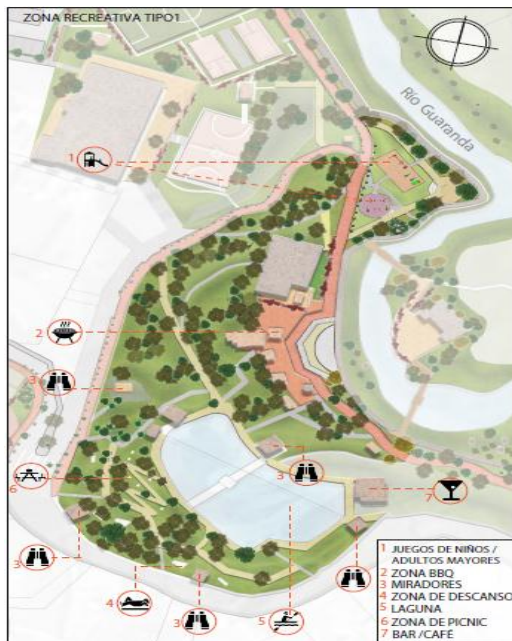 ZONA RECREATIVA TIPO1
Río Guaranda
1
2
3
6
3
7
3
4
3
5
1 JUEGOS DE NIÑOS /
ADULTOS MAYORES
2 ZONA BBQ
3 MIRADORES
4 ZONA DE DESCANSO
5 LAGUNA
6 ZONA DE PICNIC
7 BAR /CAFE